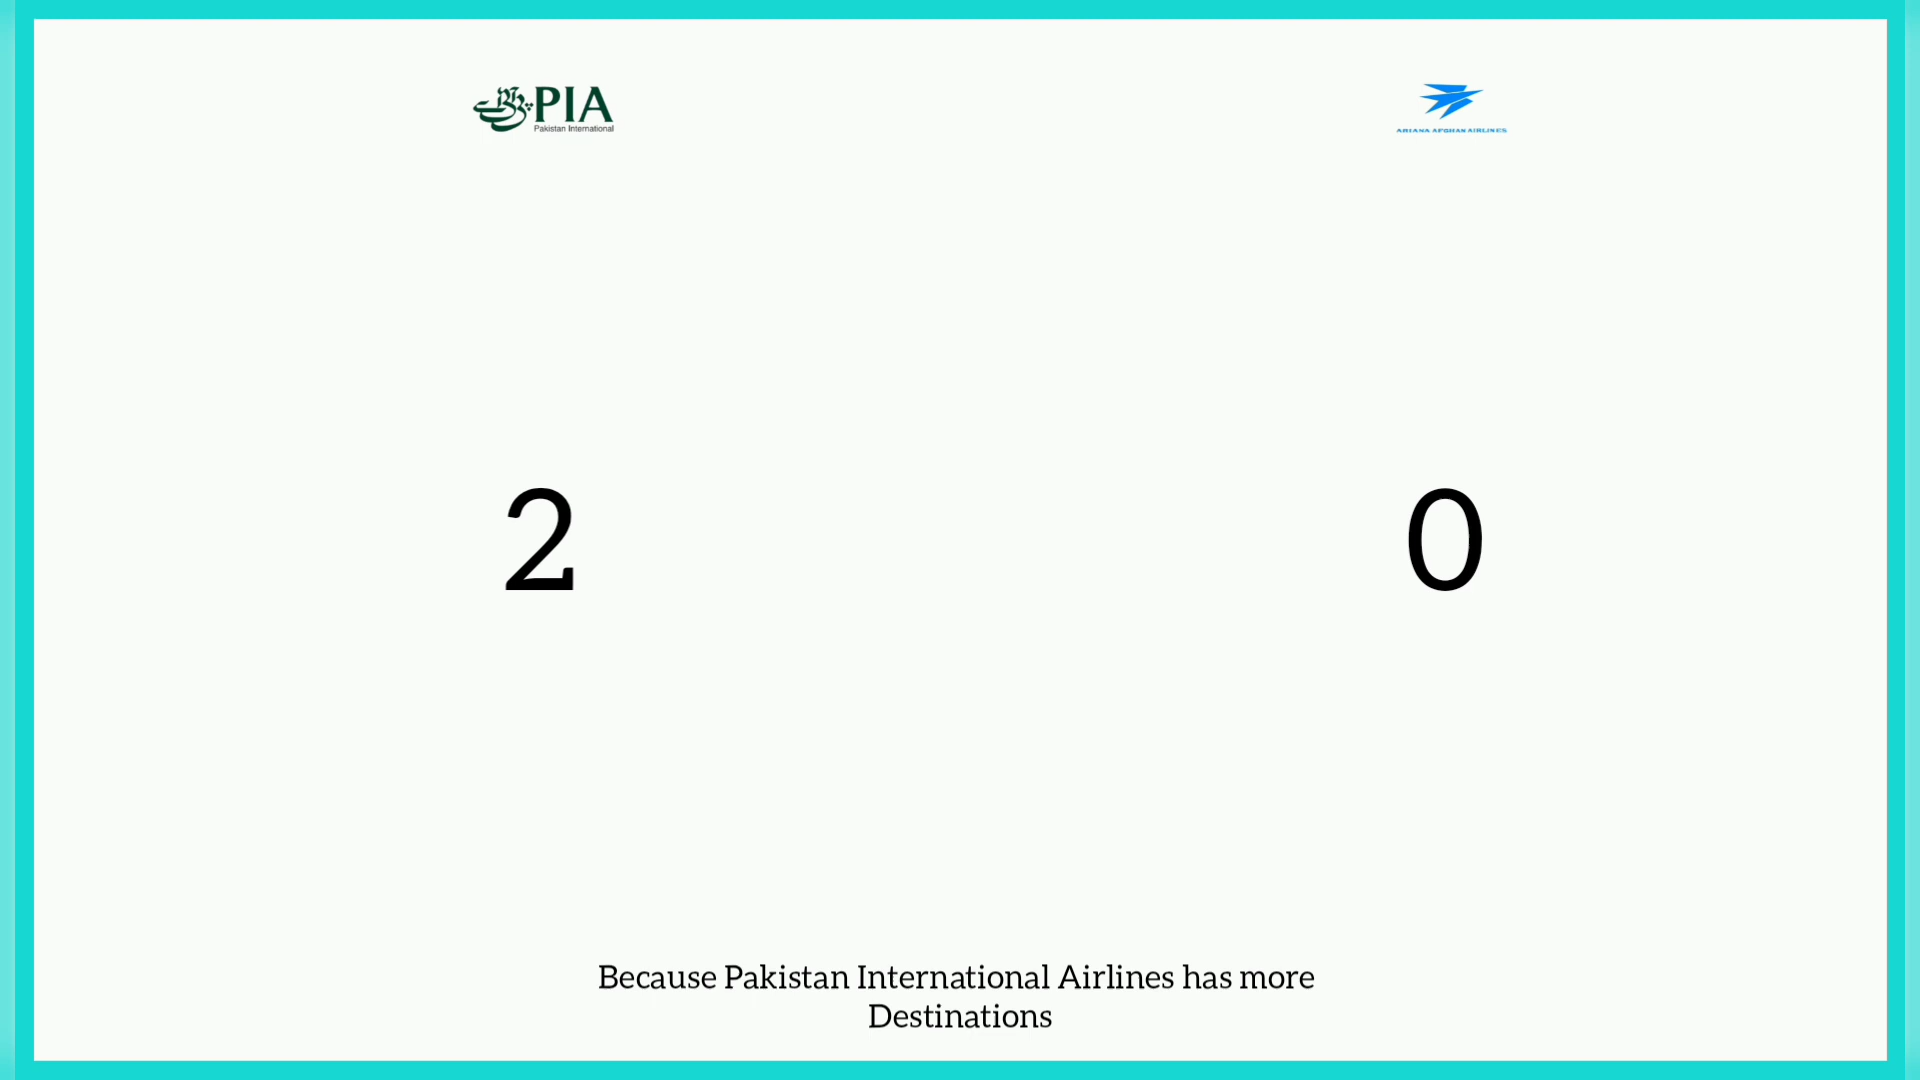 PIA
Pakistan International
ARIANA AFGHAN AIRLINES
2
0
Because Pakistan International Airlines has more
Destinations